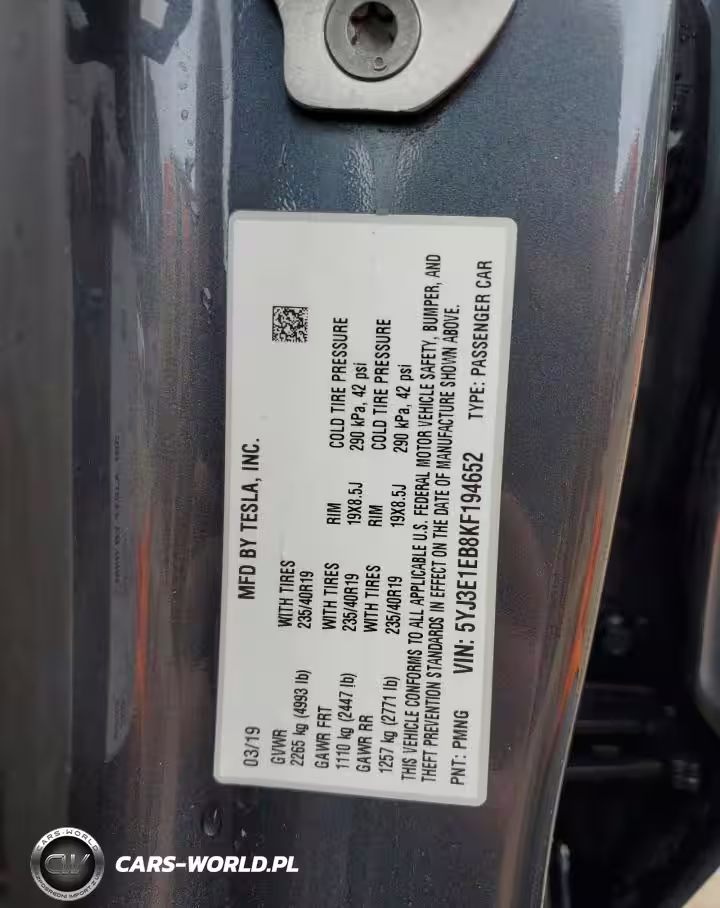 MFD BY TESLA, INC.
03/19
GVWR WITH TIRES
2265 kg (4993 lb) 235/40R19
GAWR FRT WITH TIRES RIM COLD TIRE PRESSURE
1110 kg (2447 lb) 235/40R19 19X8.5J 290 kPa, 42 psi
GAWR RR WITH TIRES RIM COLD TIRE PRESSURE
1257 kg (2771 lb) 235/40R19 19X8.5J 290 kPa, 42 psi
THIS VEHICLE CONFORMS TO ALL APPLICABLE U.S. FEDERAL MOTOR VEHICLE SAFETY, BUMPER, AND
THEFT PREVENTION STANDARDS IN EFFECT ON THE DATE OF MANUFACTURE SHOWN ABOVE.
PNT: PMNG VIN: 5YJ3E1EB8KF194652 TYPE: PASSENGER CAR
CARS-WORLD
CW
CARS-WORLD.PL